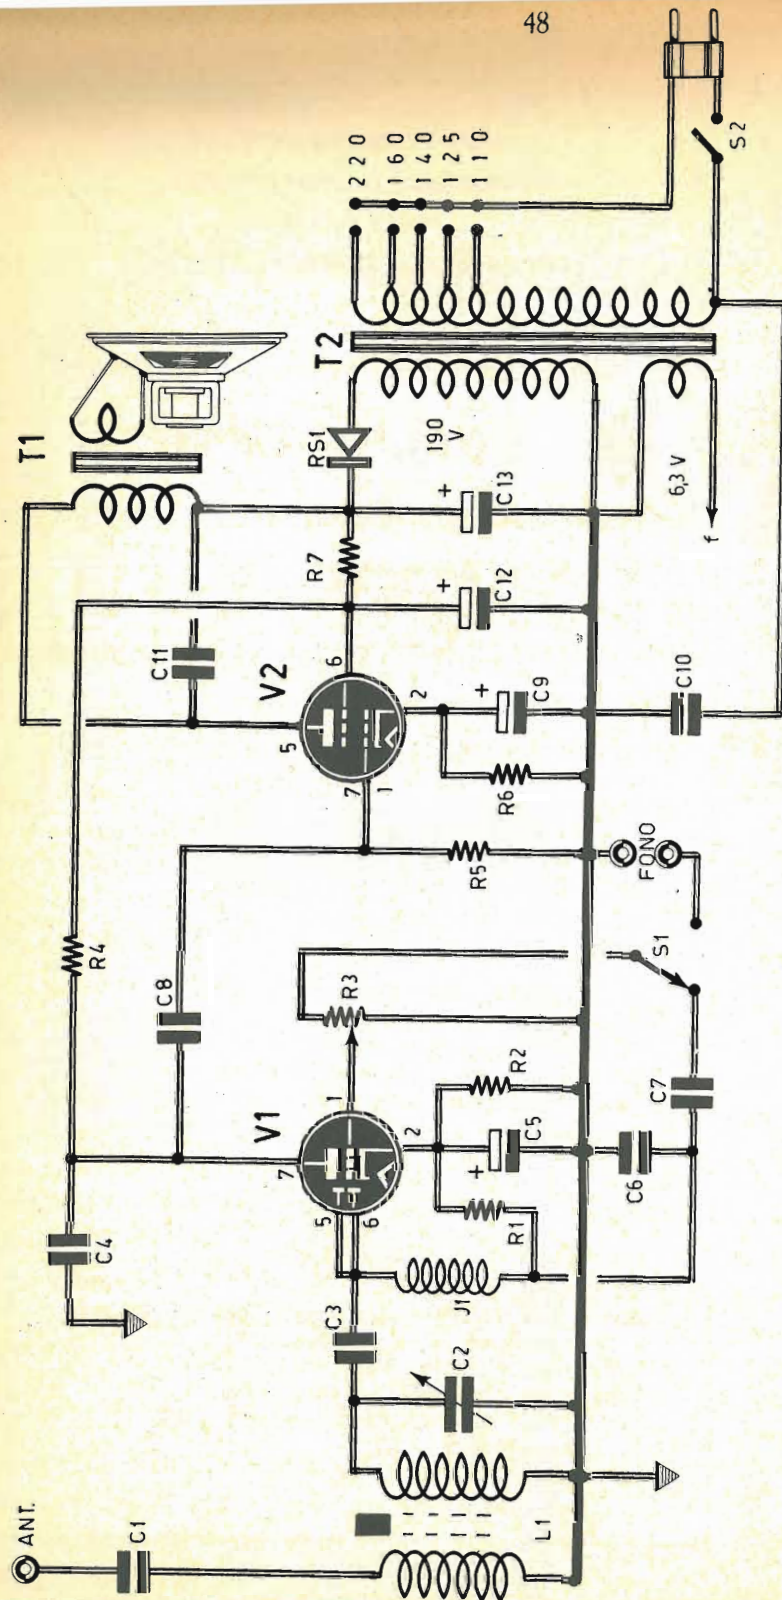 48
ANT.
C1
L1
C2
C3
J1
R1
C4
5
6
7
V1
1
2
+
C5
R2
R3
C6
C7
S1
FONO
C8
R4
R5
7
1
5
V2
6
2
R6
+
C9
C10
C11
R7
+
C12
+
C13
RS1
T1
T2
190
V
6,3 V
f
220
160
140
125
110
S2